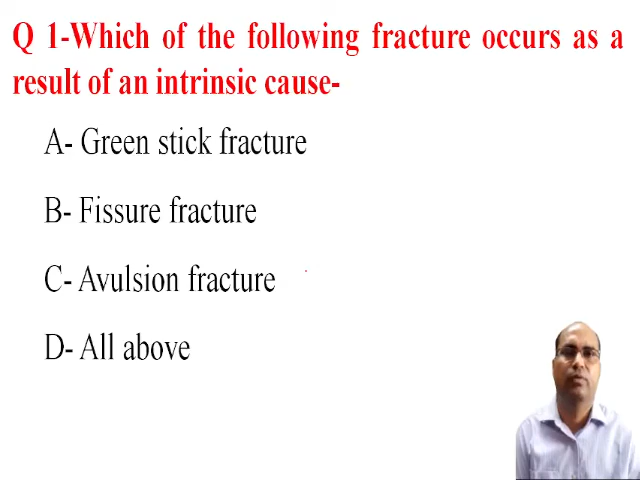 Q 1-Which of the following fracture occurs as a
result of an intrinsic cause-
A- Green stick fracture
B- Fissure fracture
C- Avulsion fracture
D- All above